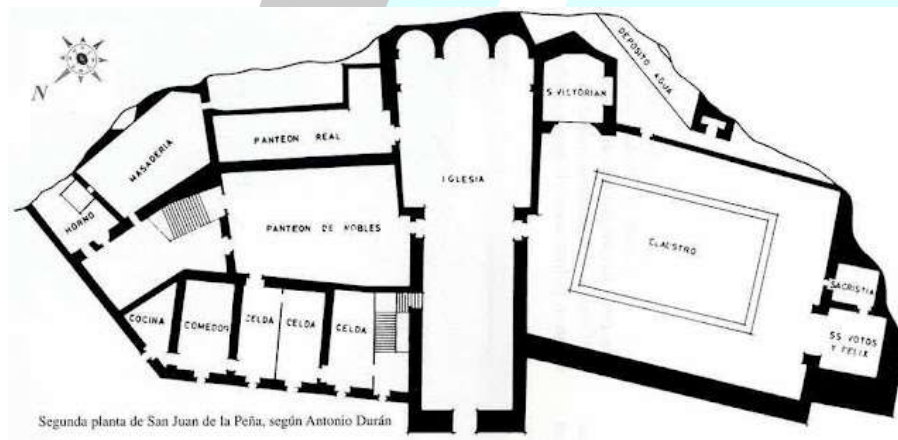 N
DEPOSITO AGUA
S VICTORIAN
MASADERIA
PANTEON REAL
IGLESIA
HORNO
PANTEON DE NOBLES
CLAUSTRO
SACRISTIA
COCINA
COMEDOR
CELDA
CELDA
CELDA
SS VOTOS
Y FELIX
Segunda planta de San Juan de la Peña, según Antonio Durán